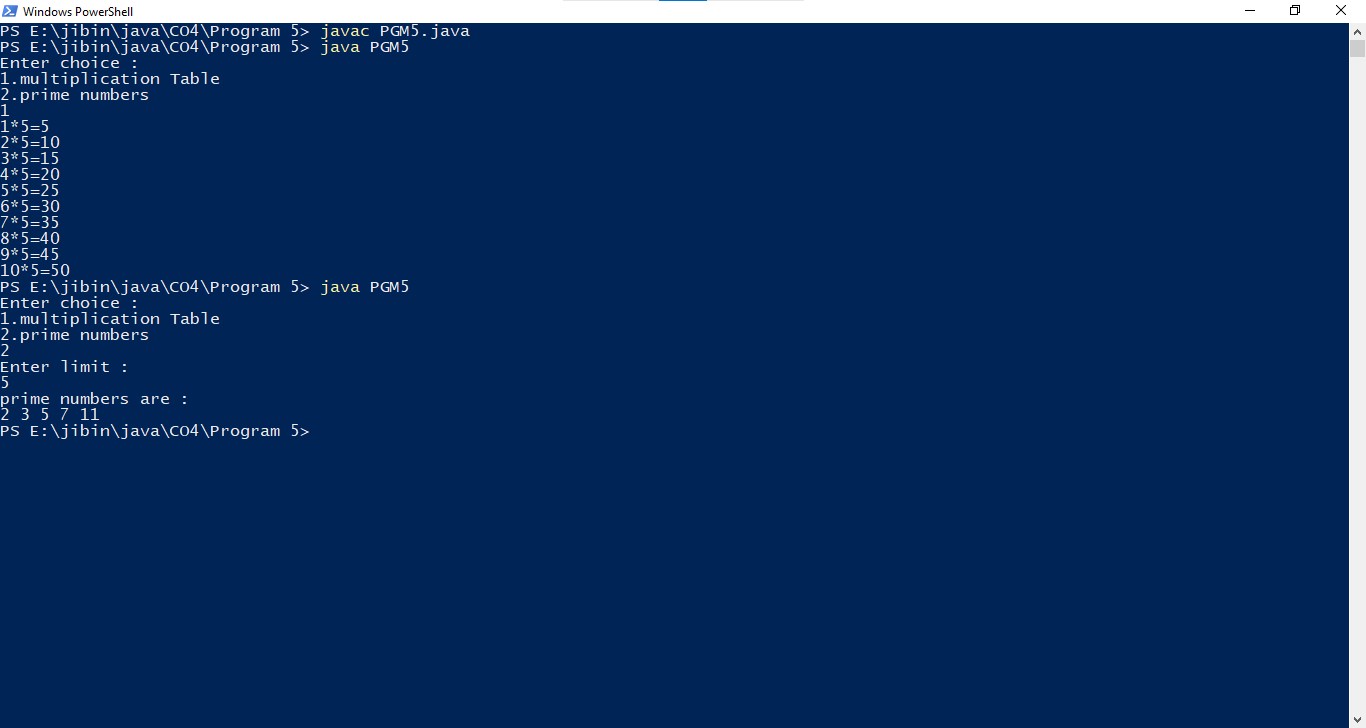 Windows PowerShell
PS E:\jibin\java\CO4\Program 5> javac PGM5.java
PS E:\jibin\java\CO4\Program 5> java PGM5
Enter choice :
1.multiplication Table
2.prime numbers
1
1*5=5
2*5=10
3*5=15
4*5=20
5*5=25
6*5=30
7*5=35
8*5=40
9*5=45
10*5=50
PS E:\jibin\java\CO4\Program 5> java PGM5
Enter choice :
1.multiplication Table
2.prime numbers
2
Enter limit :
5
prime numbers are :
2 3 5 7 11
PS E:\jibin\java\CO4\Program 5>